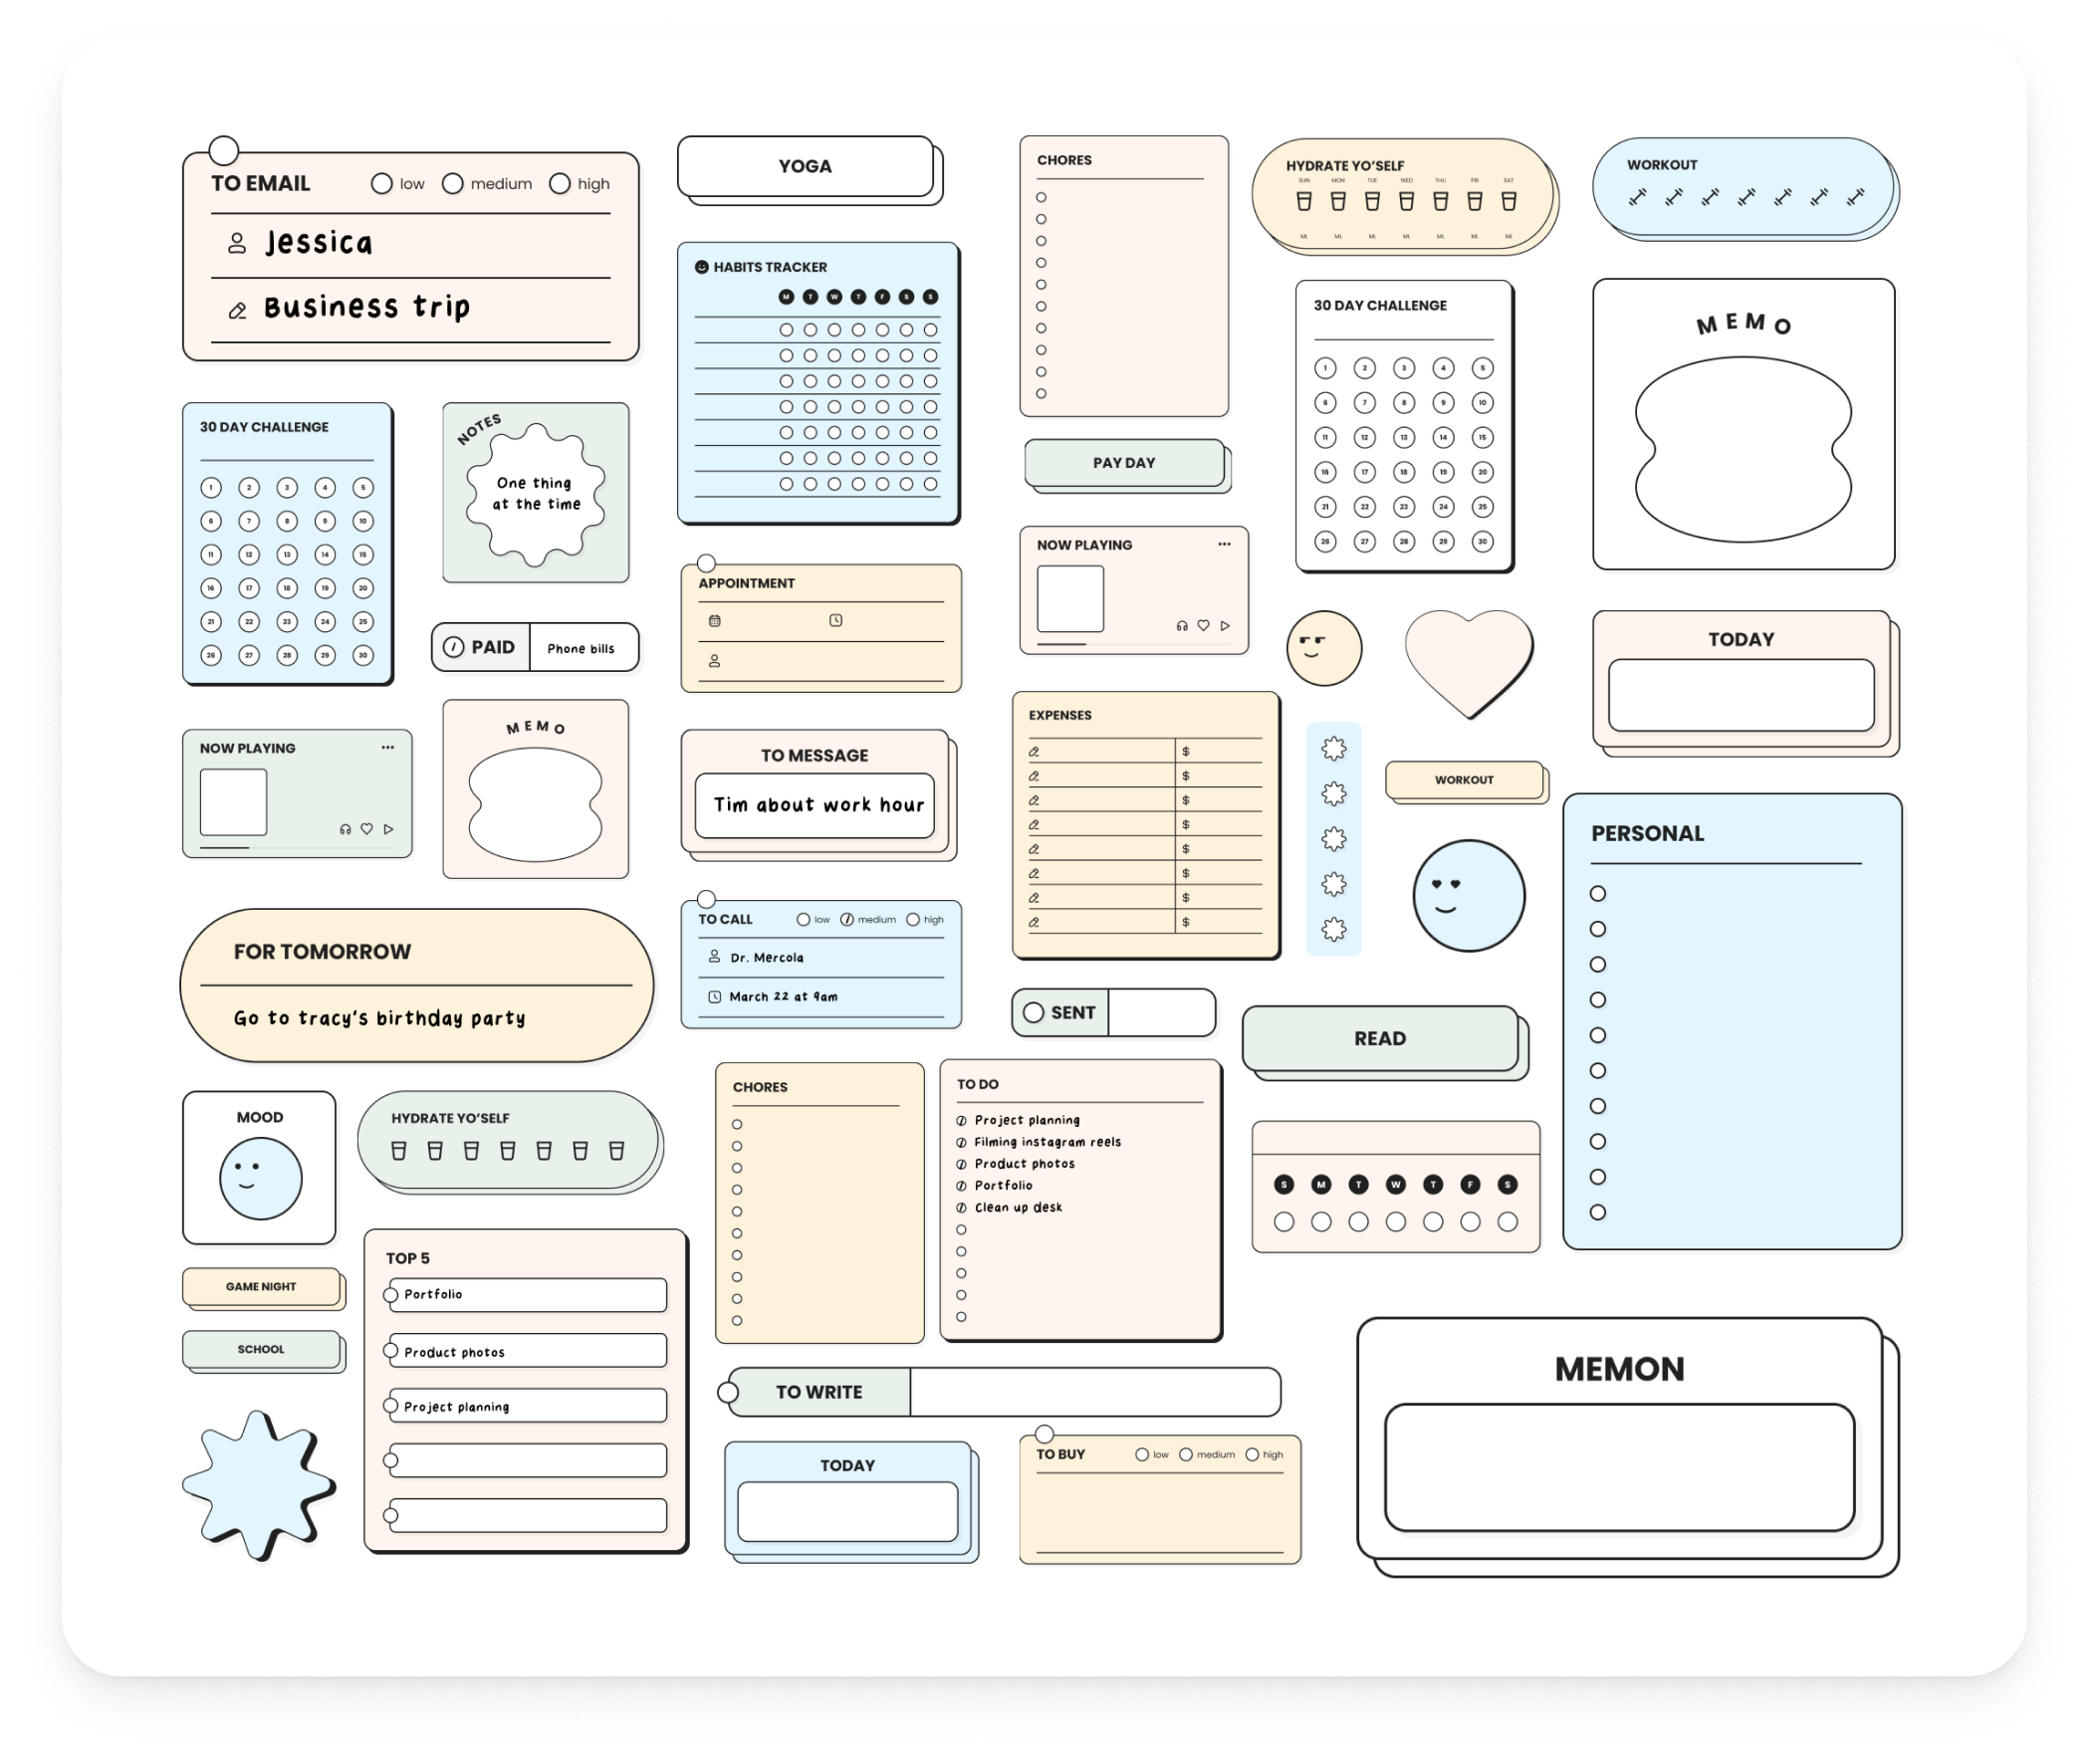 TO EMAIL
low medium high
Jessica
Business trip
30 DAY CHALLENGE
1 2 3 4 5
6 7 8 9 10
11 12 13 14 15
16 17 18 19 20
21 22 23 24 25
26 27 28 29 30
NOTES
One thing
at the time
PAID Phone bills
NOW PLAYING
MEMO
FOR TOMORROW
Go to tracy's birthday party
MOOD
HYDRATE YO'SELF
GAME NIGHT
SCHOOL
TOP 5
Portfolio
Product photos
Project planning
YOGA
HABITS TRACKER
M T W T F S S
APPOINTMENT
TO MESSAGE
Tim about work hour
TO CALL low medium high
Dr. Mercola
March 22 at 9am
CHORES
TO DO
Project planning
Filming instagram reels
Product photos
Portfolio
Clean up desk
TO WRITE
TODAY
TO BUY low medium high
CHORES
PAY DAY
NOW PLAYING
EXPENSES
$
$
$
$
$
$
$
$
SENT
HYDRATE YO'SELF
SUN MON TUE WED THU FRI SAT
ML ML ML ML ML ML ML
30 DAY CHALLENGE
1 2 3 4 5
6 7 8 9 10
11 12 13 14 15
16 17 18 19 20
21 22 23 24 25
26 27 28 29 30
WORKOUT
READ
S M T W T F S
WORKOUT
MEMO
TODAY
PERSONAL
MEMON